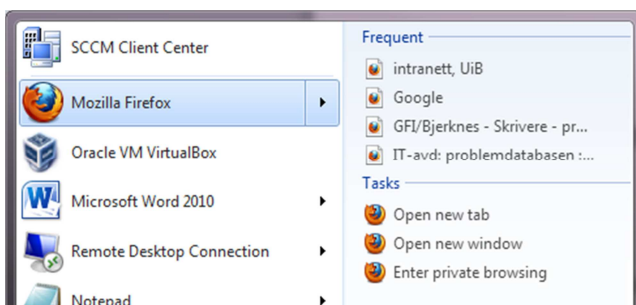 SCCM Client Center
Mozilla Firefox
Oracle VM VirtualBox
Microsoft Word 2010
Remote Desktop Connection
Notepad
Frequent
intranett, UiB
Google
GFI/Bjerknes - Skrivere - pr...
IT-avd: problemdatabasen :...
Tasks
Open new tab
Open new window
Enter private browsing